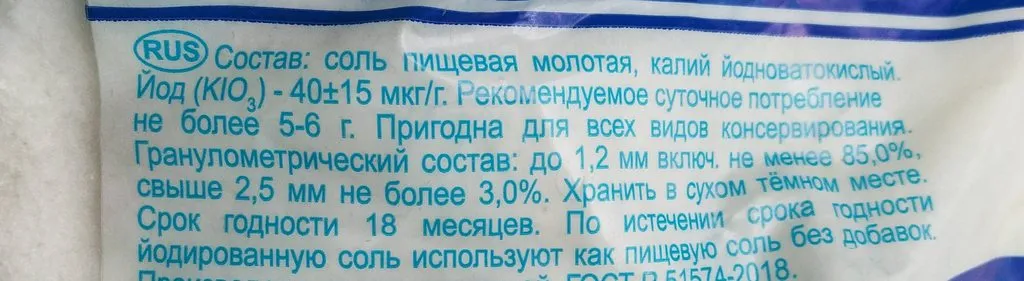 RUS Состав: соль пищевая молотая, калий йодноватокислый.
Йод (KIO3) - 40±15 мкг/г. Рекомендуемое суточное потребление
не более 5-6 г. Пригодна для всех видов консервирования.
Гранулометрический состав: до 1,2 мм включ. не менее 85,0%,
свыше 2,5 мм не более 3,0%. Хранить в сухом тёмном месте.
Срок годности 18 месяцев. По истечении срока годности
йодированную соль используют как пищевую соль без добавок.
ГОСТ Р 51574-2018.